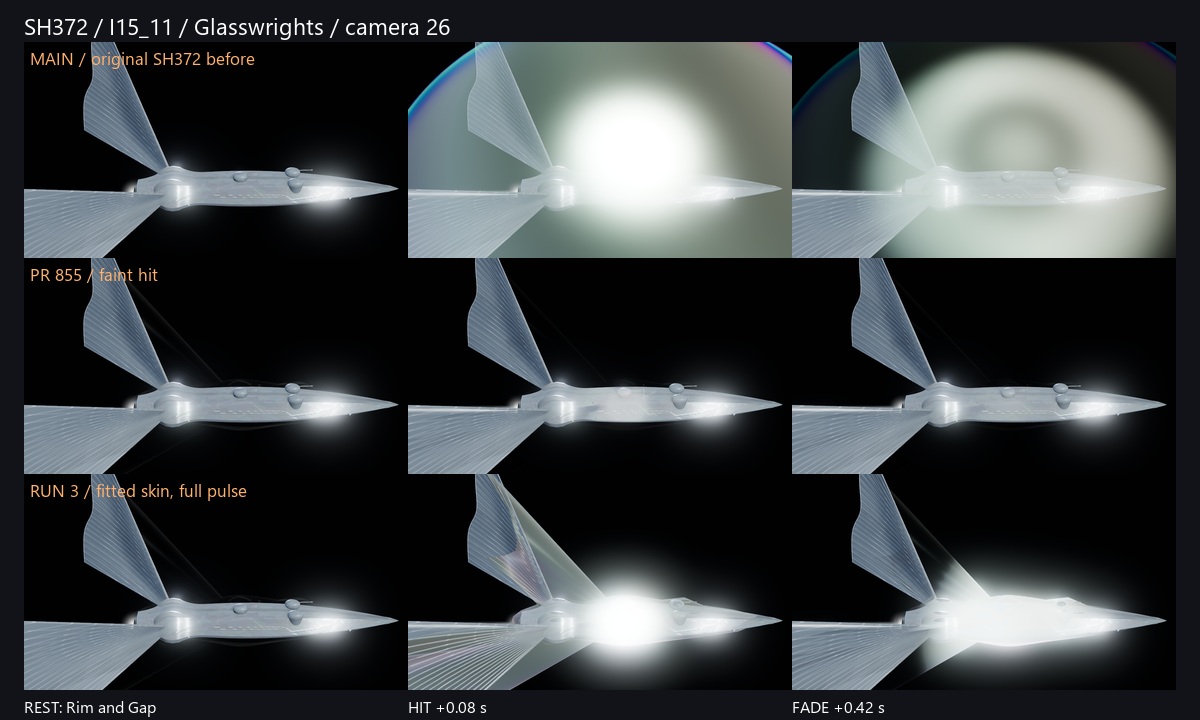 SH372 / I15_11 / Glasswrights / camera 26
MAIN / original SH372 before
PR 855 / faint hit
RUN 3 / fitted skin, full pulse
REST: Rim and Gap
HIT +0.08 s
FADE +0.42 s